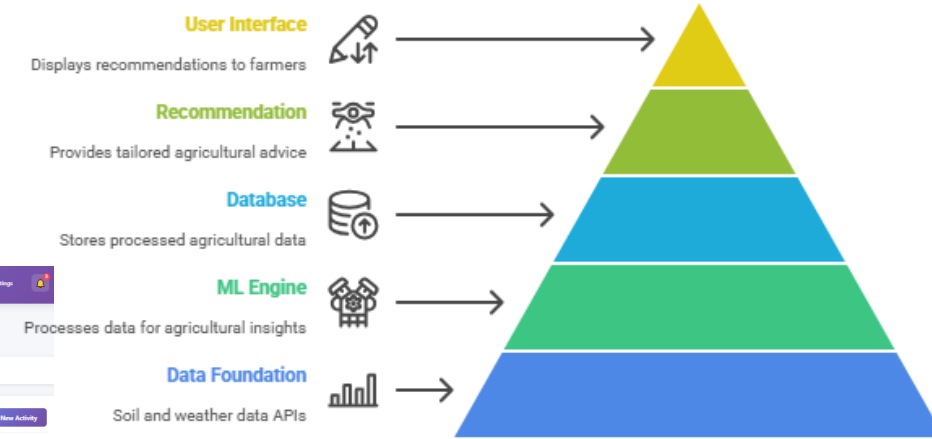 User Interface
Displays recommendations to farmers
Recommendation
Provides tailored agricultural advice
Database
Stores processed agricultural data
ML Engine
Processes data for agricultural insights
Data Foundation
Soil and weather data APIs
New Activity